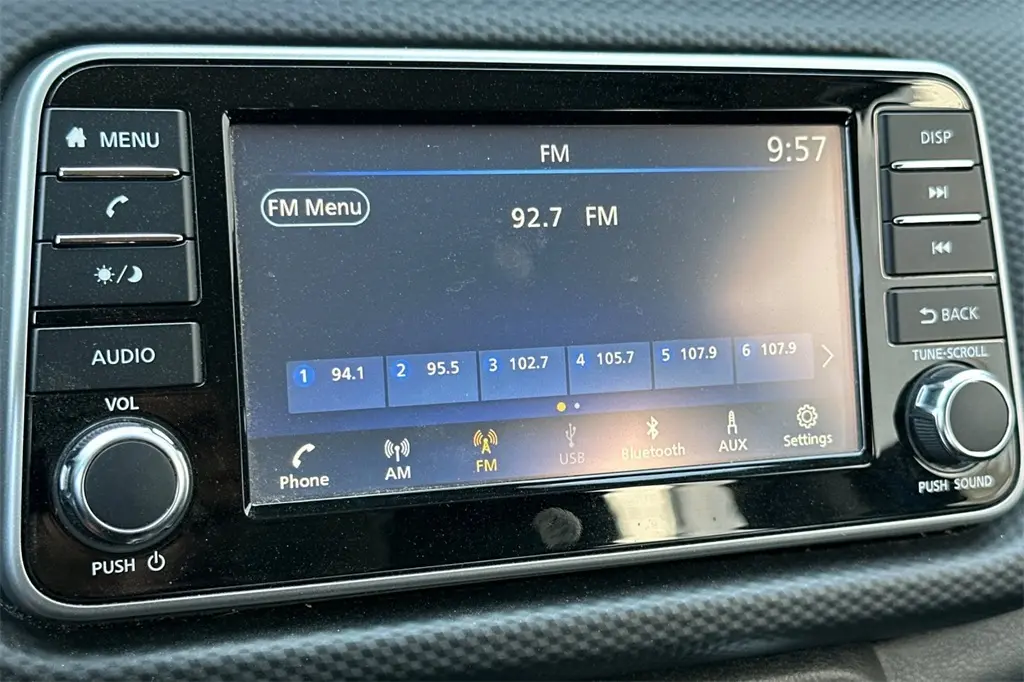 MENU
AUDIO
VOL
PUSH
FM
9:57
FM Menu
92.7 FM
1 94.1
2 95.5
3 102.7
4 105.7
5 107.9
6 107.9
Phone
AM
FM
USB
Bluetooth
AUX
Settings
DISP
BACK
TUNE·SCROLL
PUSH SOUND